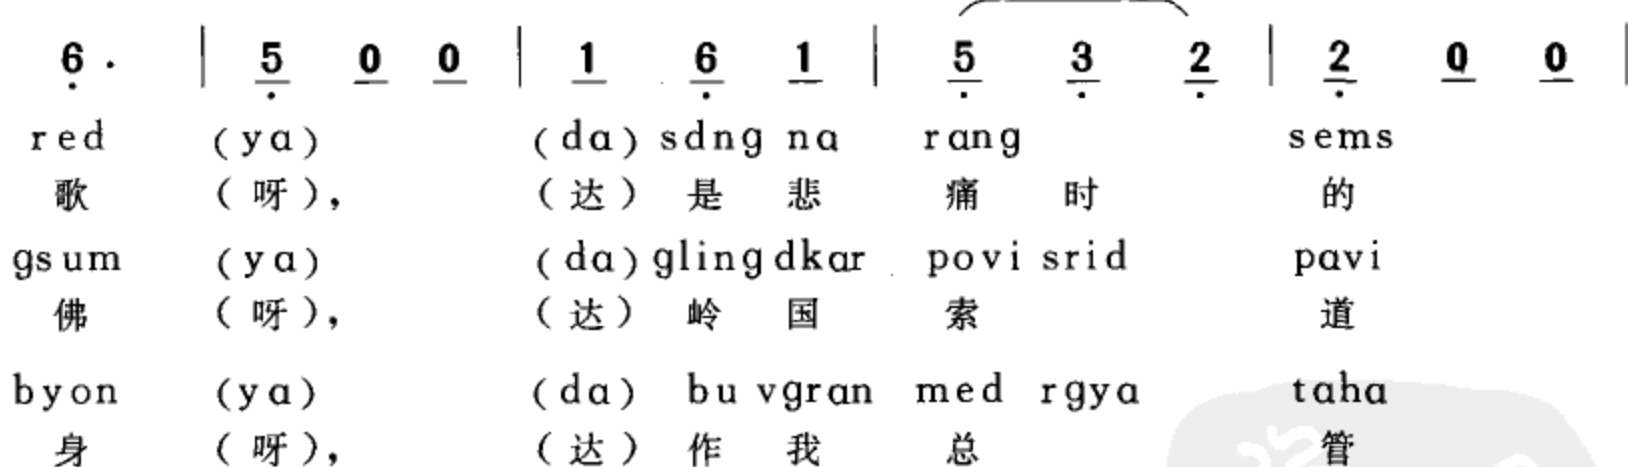 6. | 5 0 0 | 1 6 1 | 5 3 2 | 2 0 0 |
red (ya) (da) sdng na rang sems
歌 (呀), (达) 是 悲 痛 时 的
gsum (ya) (da) gling dkar povi srid pavi
佛 (呀), (达) 岭 国 索 道
byon (ya) (da) bu vgran med rgya taha
身 (呀), (达) 作 我 总 管